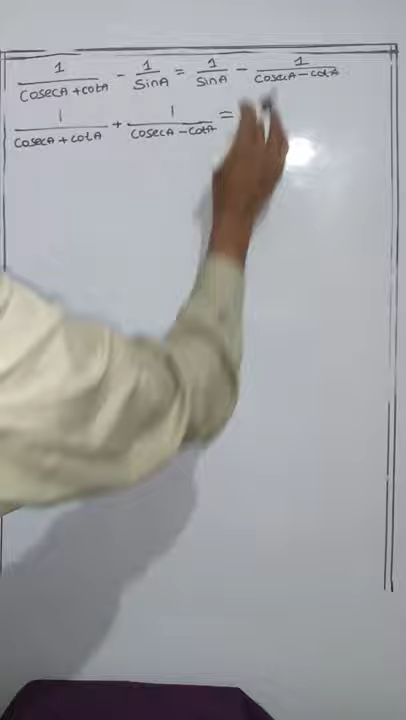 1/(CosecA + cotA) - 1/SinA = 1/SinA - 1/(CosecA - cotA)
1/(CosecA + cotA) + 1/(CosecA - CotA) =